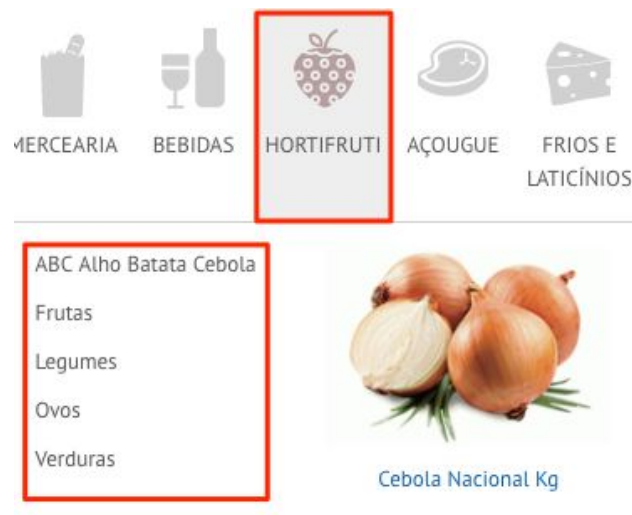 MERCEARIA
BEBIDAS
HORTIFRUTI
AÇOUGUE
FRIOS E
LATICÍNIOS
ABC Alho Batata Cebola
Frutas
Legumes
Ovos
Verduras
Cebola Nacional Kg